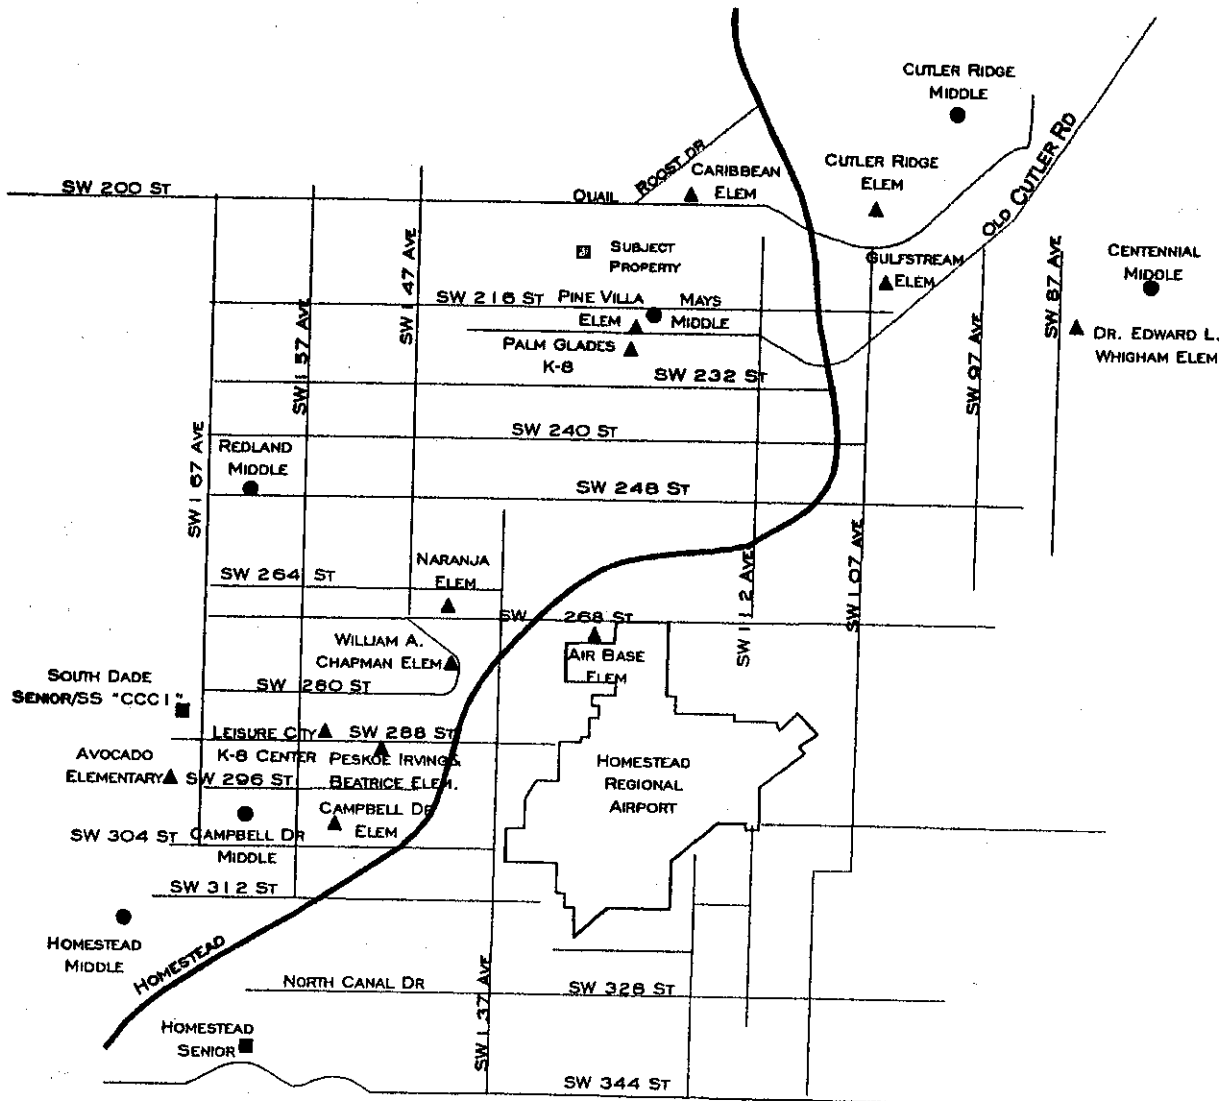 CUTLER RIDGE
MIDDLE
ROOST DR
CARIBBEAN
ELEM
CUTLER RIDGE
ELEM
OLD CUTLER RD
SW 200 ST
QUAIL
SUBJECT
PROPERTY
GULFSTREAM
ELEM
SW 87 AVE
CENTENNIAL
MIDDLE
SW 147 AVE
SW 216 ST
PINE VILLA
ELEM
MAYS
MIDDLE
SW 157 AVE
PALM GLADES
K-8
DR. EDWARD L.
WHIGHAM ELEM
SW 232 ST
SW 97 AVE
SW 240 ST
SW 167 AVE
REDLAND
MIDDLE
SW 248 ST
NARANJA
ELEM
SW 264 ST
SW 112 AVE
SW 107 AVE
SW 268 ST
WILLIAM A.
CHAPMAN ELEM
AIR BASE
ELEM
SOUTH DADE
SENIOR/SS "CCC1"
SW 280 ST
LEISURE CITY
K-8 CENTER
SW 288 ST
PESKOE IRVING &
BEATRICE ELEM.
AVOCADO
ELEMENTARY
SW 296 ST
HOMESTEAD
REGIONAL
AIRPORT
CAMPBELL DR
ELEM
SW 304 ST
CAMPBELL DR
MIDDLE
SW 312 ST
HOMESTEAD
MIDDLE
HOMESTEAD
NORTH CANAL DR
SW 137 AVE
SW 328 ST
HOMESTEAD
SENIOR
SW 344 ST